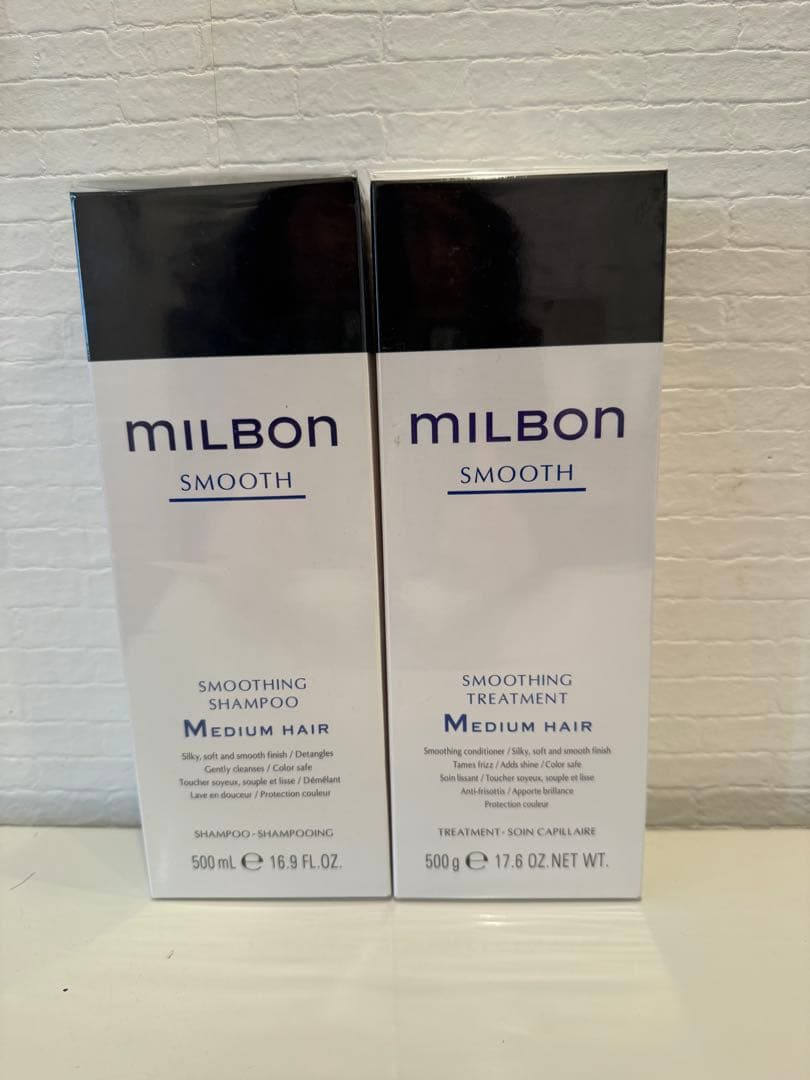 mILBOn
SMOOTH
SMOOTHING
SHAMPOO
MEDIUM HAIR
Silky, soft and smooth finish / Detangles
Gently cleanses / Color safe
Toucher soyeux, souple et lisse / Démêlant
Lave en douceur / Protection couleur
SHAMPOO - SHAMPOOING
500 mL e 16.9 FL.OZ.
mILBOn
SMOOTH
SMOOTHING
TREATMENT
MEDIUM HAIR
Smoothing conditioner / Silky, soft and smooth finish
Tames frizz / Adds shine / Color safe
Soin lissant / Toucher soyeux, souple et lisse
Anti-frisottis / Apporte brillance
Protection couleur
TREATMENT - SOIN CAPILLAIRE
500 g e 17.6 OZ. NET WT.